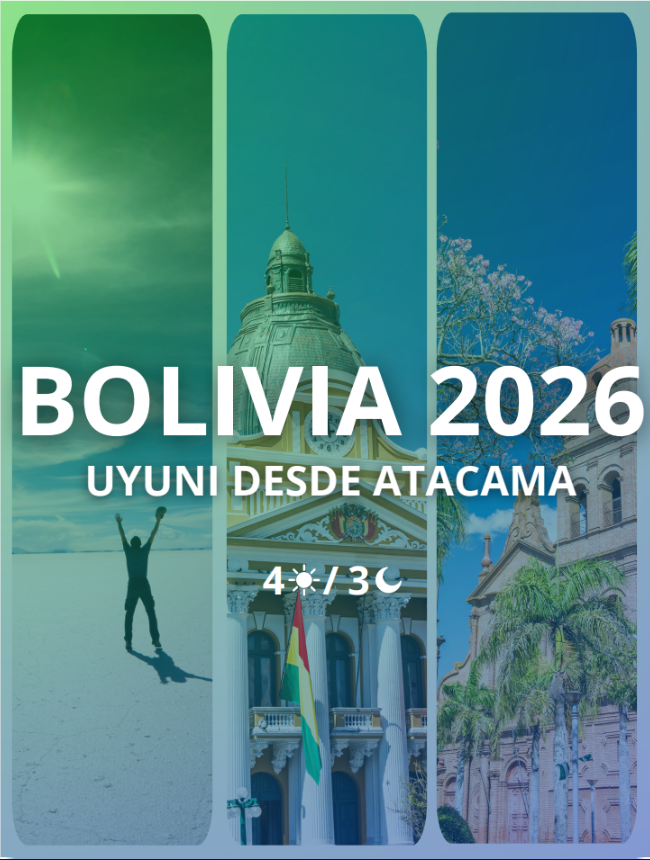 BOLIVIA 2026
UYUNI DESDE ATACAMA
4☀/ 3☾